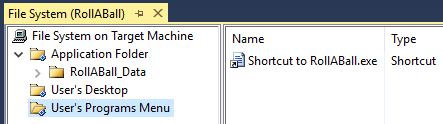 File System (RollABall)
File System on Target Machine
Application Folder
RollABall_Data
User's Desktop
User's Programs Menu
Name Type
Shortcut to RollABall.exe Shortcut